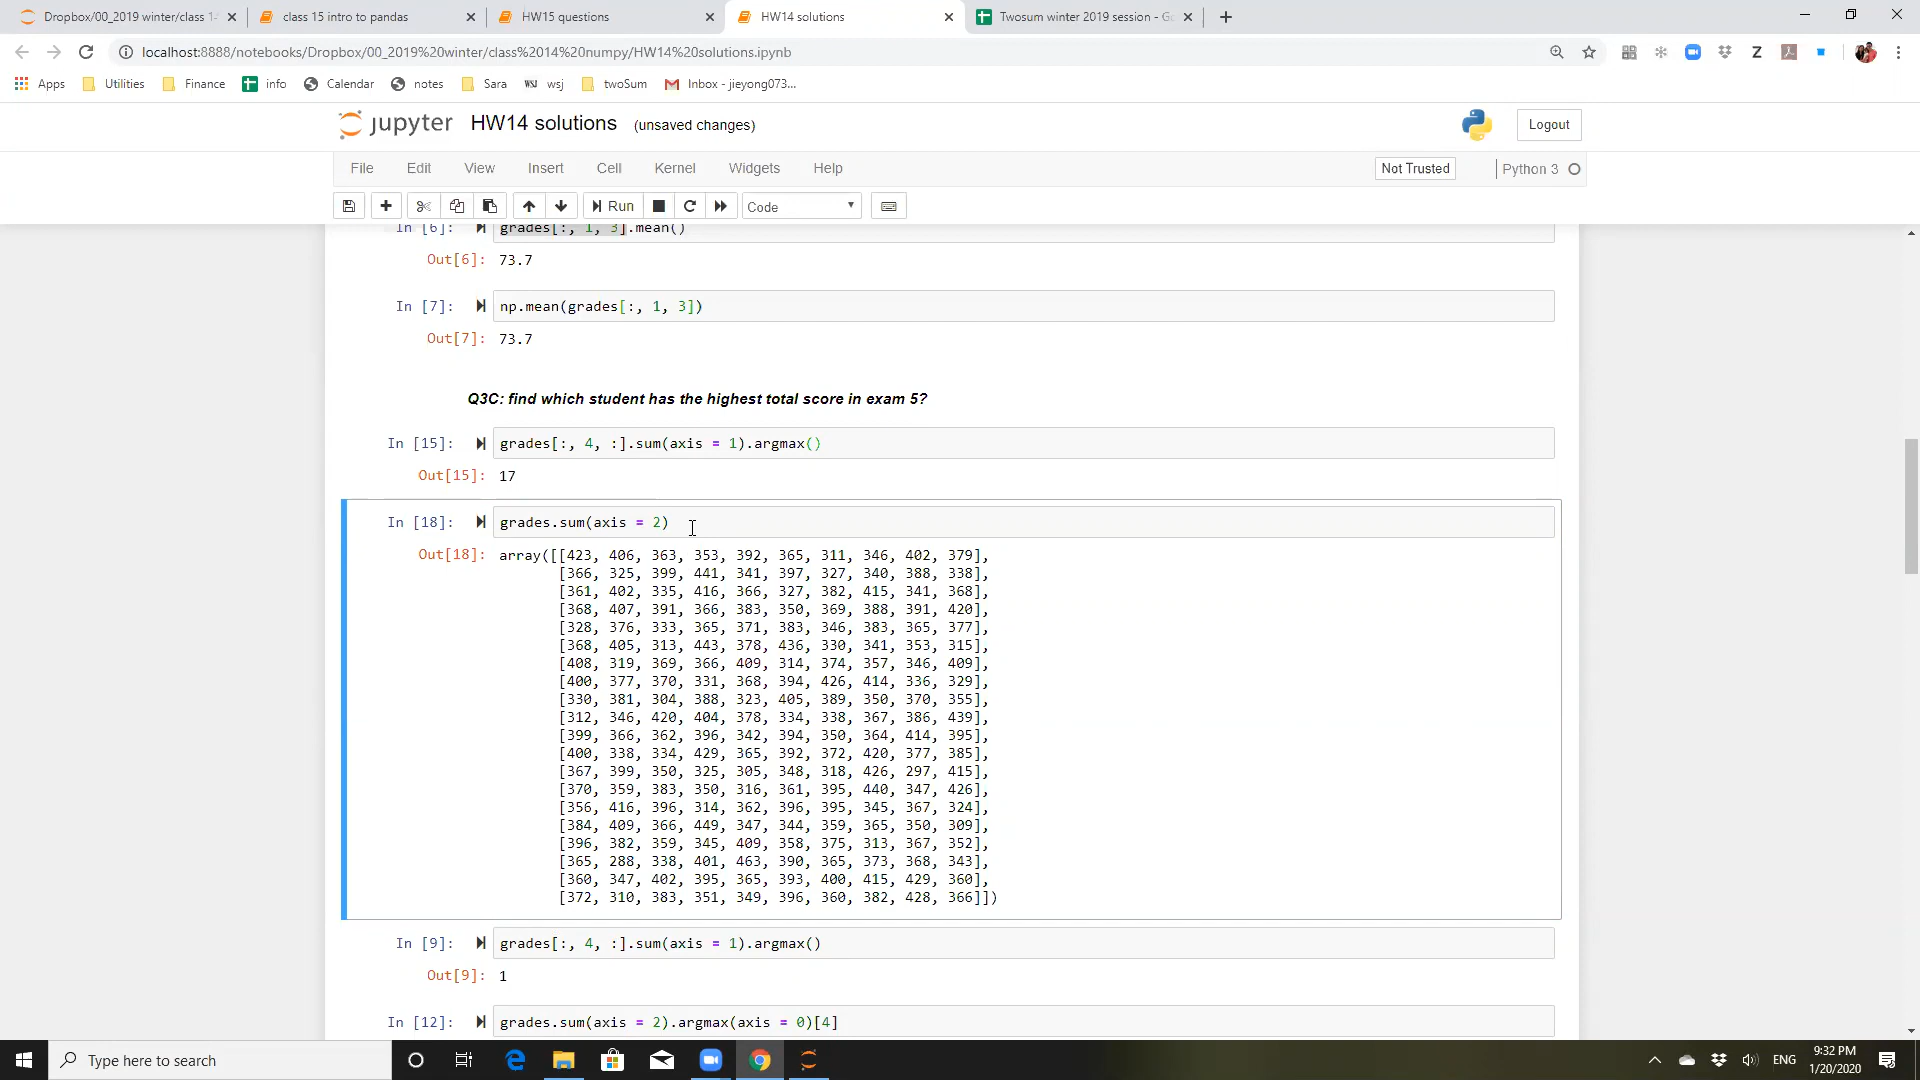 Dropbox/00_2019 winter/class 1-
class 15 intro to pandas
HW15 questions
HW14 solutions
Twosum winter 2019 session - Go
localhost:8888/notebooks/Dropbox/00_2019%20winter/class%2014%20numpy/HW14%20solutions.ipynb
Apps Utilities Finance info Calendar notes Sara WSJ wsj twoSum Inbox - jieyong073...
jupyter HW14 solutions (unsaved changes)
Logout
File Edit View Insert Cell Kernel Widgets Help
Not Trusted
Python 3
Run
Code
In [6]: grades[:, 1, 3].mean()
Out[6]: 73.7
In [7]: np.mean(grades[:, 1, 3])
Out[7]: 73.7
Q3C: find which student has the highest total score in exam 5?
In [15]: grades[:, 4, :].sum(axis = 1).argmax()
Out[15]: 17
In [18]: grades.sum(axis = 2)
Out[18]: array([[423, 406, 363, 353, 392, 365, 311, 346, 402, 379],
[366, 325, 399, 441, 341, 397, 327, 340, 388, 338],
[361, 402, 335, 416, 366, 327, 382, 415, 341, 368],
[368, 407, 391, 366, 383, 350, 369, 388, 391, 420],
[328, 376, 333, 365, 371, 383, 346, 383, 365, 377],
[368, 405, 313, 443, 378, 436, 330, 341, 353, 315],
[408, 319, 369, 366, 409, 314, 374, 357, 346, 409],
[400, 377, 370, 331, 368, 394, 426, 414, 336, 329],
[330, 381, 304, 388, 323, 405, 389, 350, 370, 355],
[312, 346, 420, 404, 378, 334, 338, 367, 386, 439],
[399, 366, 362, 396, 342, 394, 350, 364, 414, 395],
[400, 338, 334, 429, 365, 392, 372, 420, 377, 385],
[367, 399, 350, 325, 305, 348, 318, 426, 297, 415],
[370, 359, 383, 350, 316, 361, 395, 440, 347, 426],
[356, 416, 396, 314, 362, 396, 395, 345, 367, 324],
[384, 409, 366, 449, 347, 344, 359, 365, 350, 309],
[396, 382, 359, 345, 409, 358, 375, 313, 367, 352],
[365, 288, 338, 401, 463, 390, 365, 373, 368, 343],
[360, 347, 402, 395, 365, 393, 400, 415, 429, 360],
[372, 310, 383, 351, 349, 396, 360, 382, 428, 366]])
In [9]: grades[:, 4, :].sum(axis = 1).argmax()
Out[9]: 1
In [12]: grades.sum(axis = 2).argmax(axis = 0)[4]
Type here to search
ENG
9:32 PM
1/20/2020